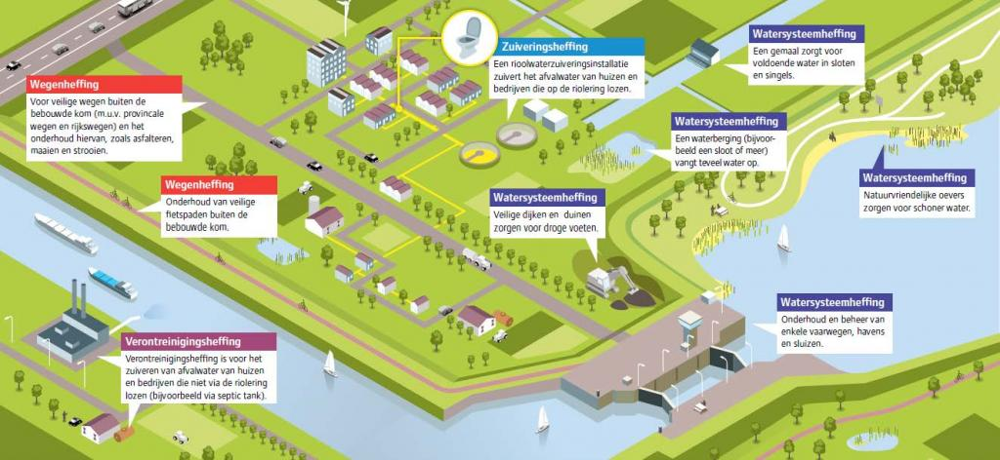 Wegenheffing
Voor veilige wegen buiten de
bebouwde kom (m.u.v. provinciale
wegen en rijkswegen) en het
onderhoud hiervan, zoals asfalteren,
maaien en strooien.
Wegenheffing
Onderhoud van veilige
fietspaden buiten de
bebouwde kom.
Verontreinigingsheffing
Verontreinigingsheffing is voor het
zuiveren van afvalwater van huizen
en bedrijven die niet via de riolering
lozen (bijvoorbeeld via septic tank).
Zuiveringsheffing
Een rioolwaterzuiveringsinstallatie
zuivert het afvalwater van huizen en
bedrijven die op de riolering lozen.
Watersysteemheffing
Veilige dijken en duinen
zorgen voor droge voeten.
Watersysteemheffing
Een gemaal zorgt voor
voldoende water in sloten
en singels.
Watersysteemheffing
Een waterberging (bijvoor-
beeld een sloot of meer)
vangt teveel water op.
Watersysteemheffing
Natuurvriendelijke oevers
zorgen voor schoner water.
Watersysteemheffing
Onderhoud en beheer van
enkele vaarwegen, havens
en sluizen.